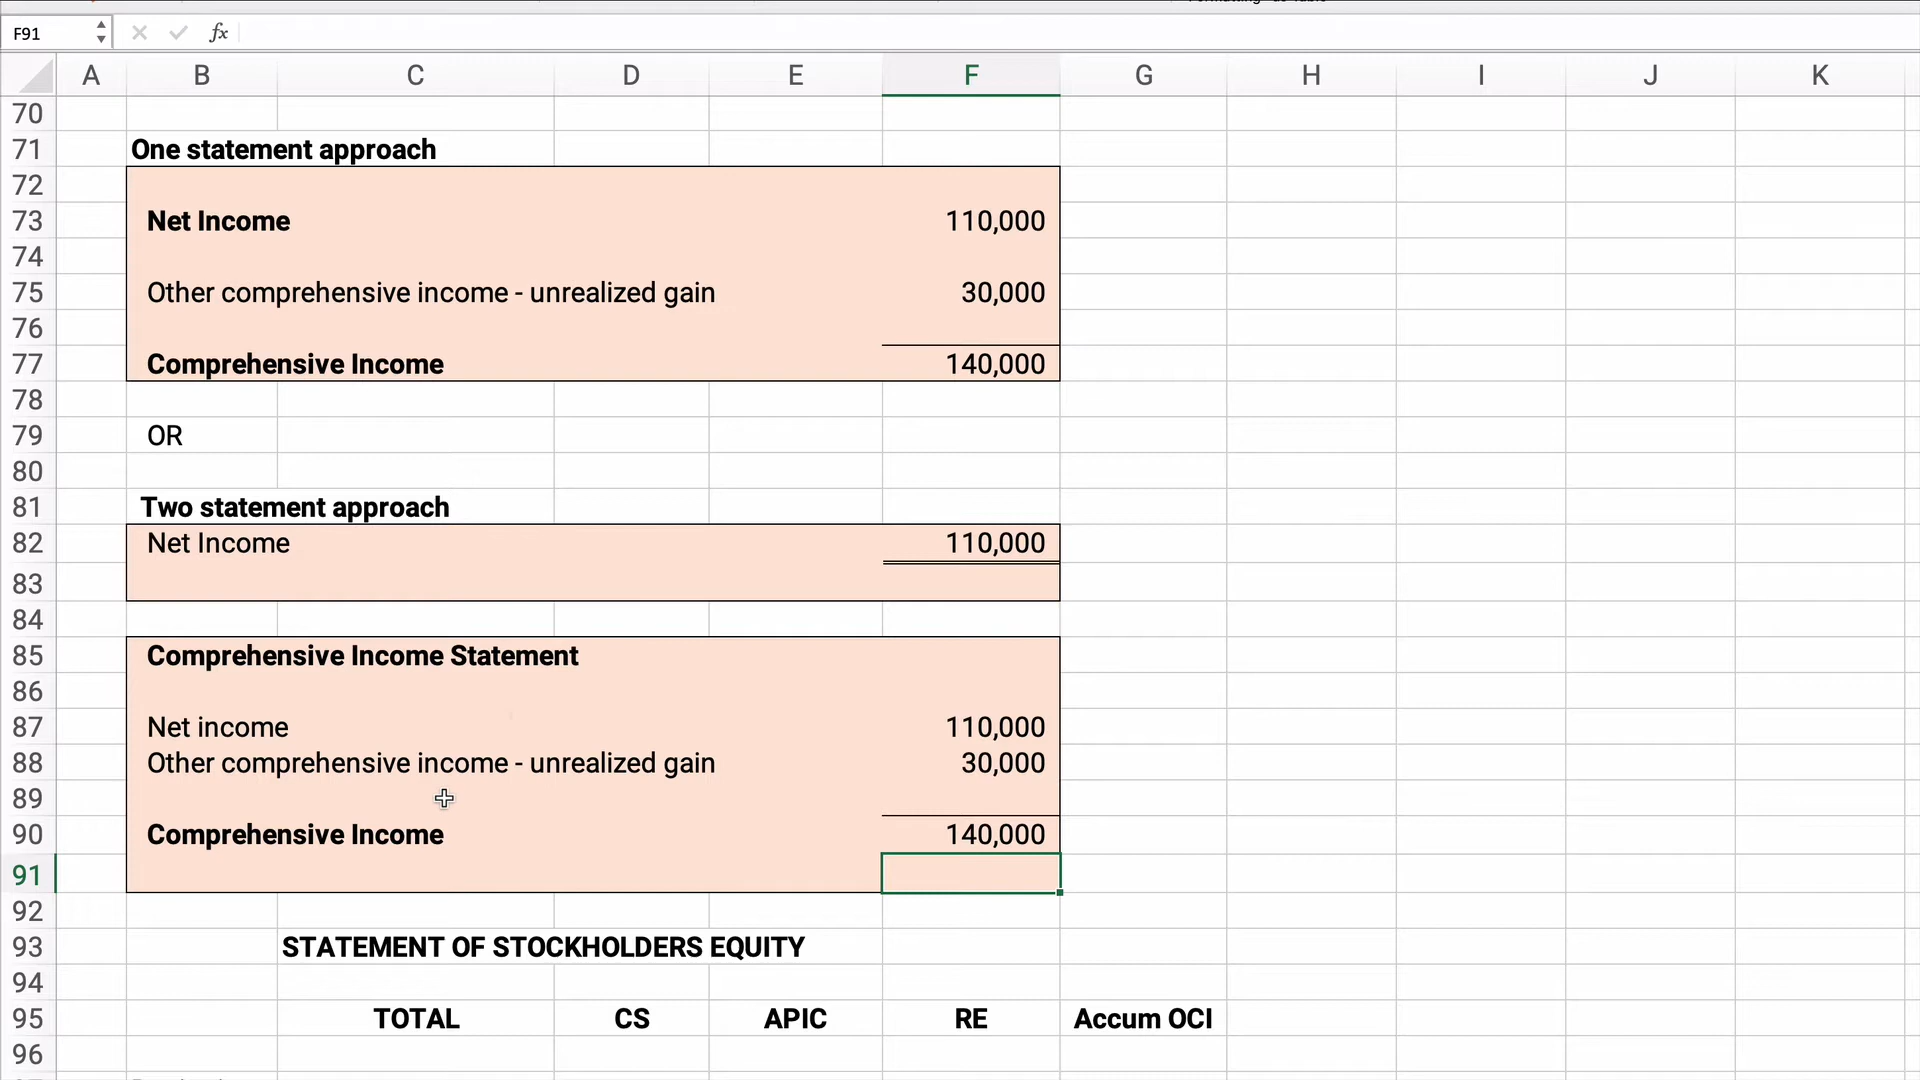 F91 fx
A B C D E F G H I J K
70
71 One statement approach
72
73 Net Income 110,000
74
75 Other comprehensive income - unrealized gain 30,000
76
77 Comprehensive Income 140,000
78
79 OR
80
81 Two statement approach
82 Net Income 110,000
83
84
85 Comprehensive Income Statement
86
87 Net income 110,000
88 Other comprehensive income - unrealized gain 30,000
89
90 Comprehensive Income 140,000
91
92
93 STATEMENT OF STOCKHOLDERS EQUITY
94
95 TOTAL CS APIC RE Accum OCI
96